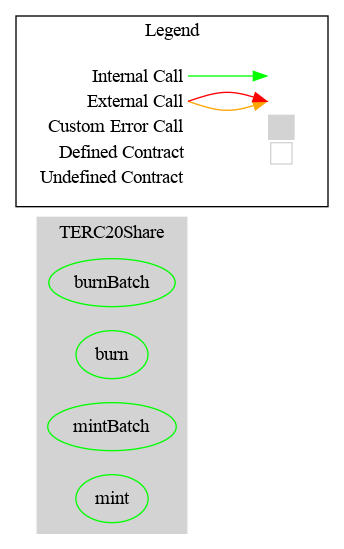 Legend
Internal Call
External Call
Custom Error Call
Defined Contract
Undefined Contract
TERC20Share
burnBatch
burn
mintBatch
mint